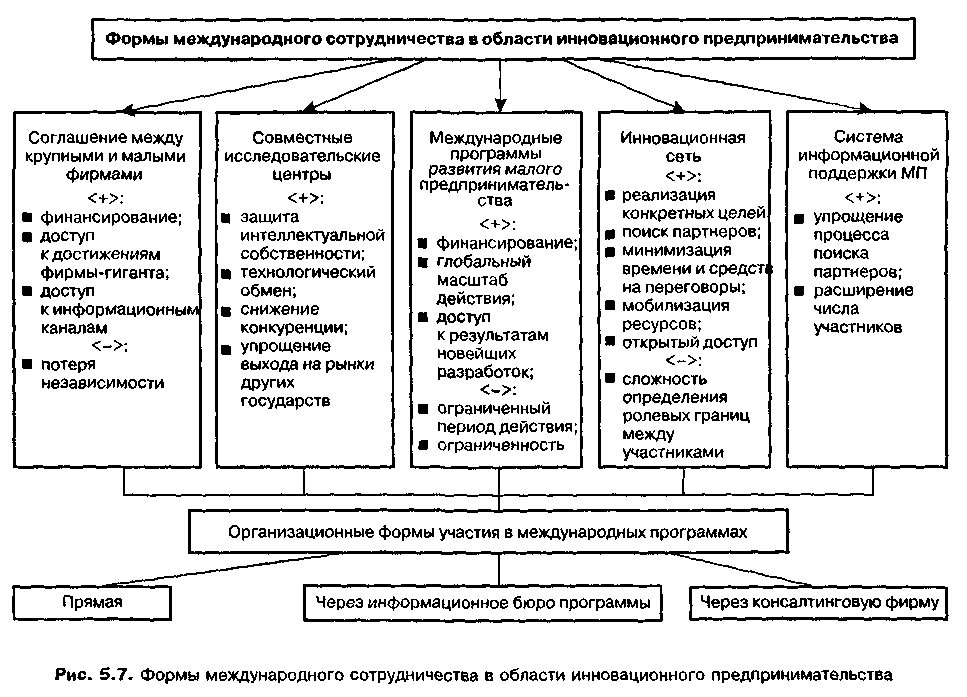 Формы международного сотрудничества в области инновационного предпринимательства
Соглашение между
крупными и малыми
фирмами
<+>:
■ финансирование;
■ доступ
к достижениям
фирмы-гиганта;
■ доступ
к информационным
каналам
<–>:
■ потеря
независимости
Совместные
исследовательские
центры
<+>:
■ защита
интеллектуальной
собственности;
■ технологический
обмен;
■ снижение
конкуренции;
■ упрощение
выхода на рынки
других
государств
Международные
программы
развития малого
предприниматель-
ства
<+>:
■ финансирование;
■ глобальный
масштаб
действия;
■ доступ
к результатам
новейших
разработок;
<–>:
■ ограниченный
период действия;
■ ограниченность
Инновационная
сеть
<+>:
■ реализация
конкретных целей
■ поиск партнеров;
■ минимизация
времени и средств
на переговоры;
■ мобилизация
ресурсов;
■ открытый доступ
<–>:
■ сложность
определения
ролевых границ
между
участниками
Система
информационной
поддержки МП
<+>:
■ упрощение
процесса
поиска
партнеров;
■ расширение
числа
участников
Организационные формы участия в международных программах
Прямая
Через информационное бюро программы
Через консалтинговую фирму
Рис. 5.7. Формы международного сотрудничества в области инновационного предпринимательства